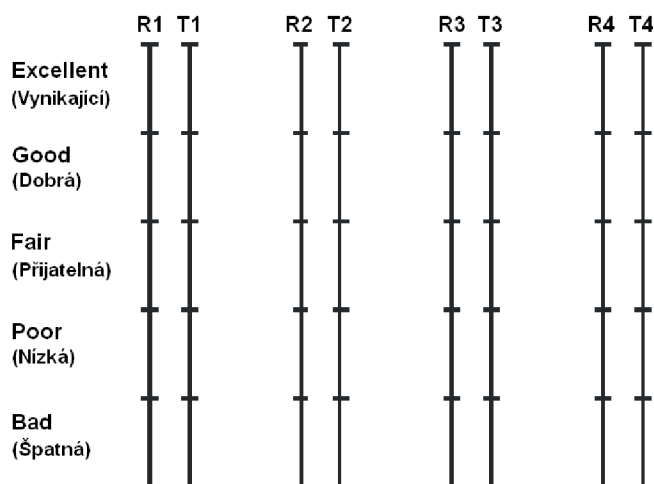 R1 T1 R2 T2 R3 T3 R4 T4
Excellent
(Vynikající)
Good
(Dobrá)
Fair
(Přijatelná)
Poor
(Nízká)
Bad
(Špatná)